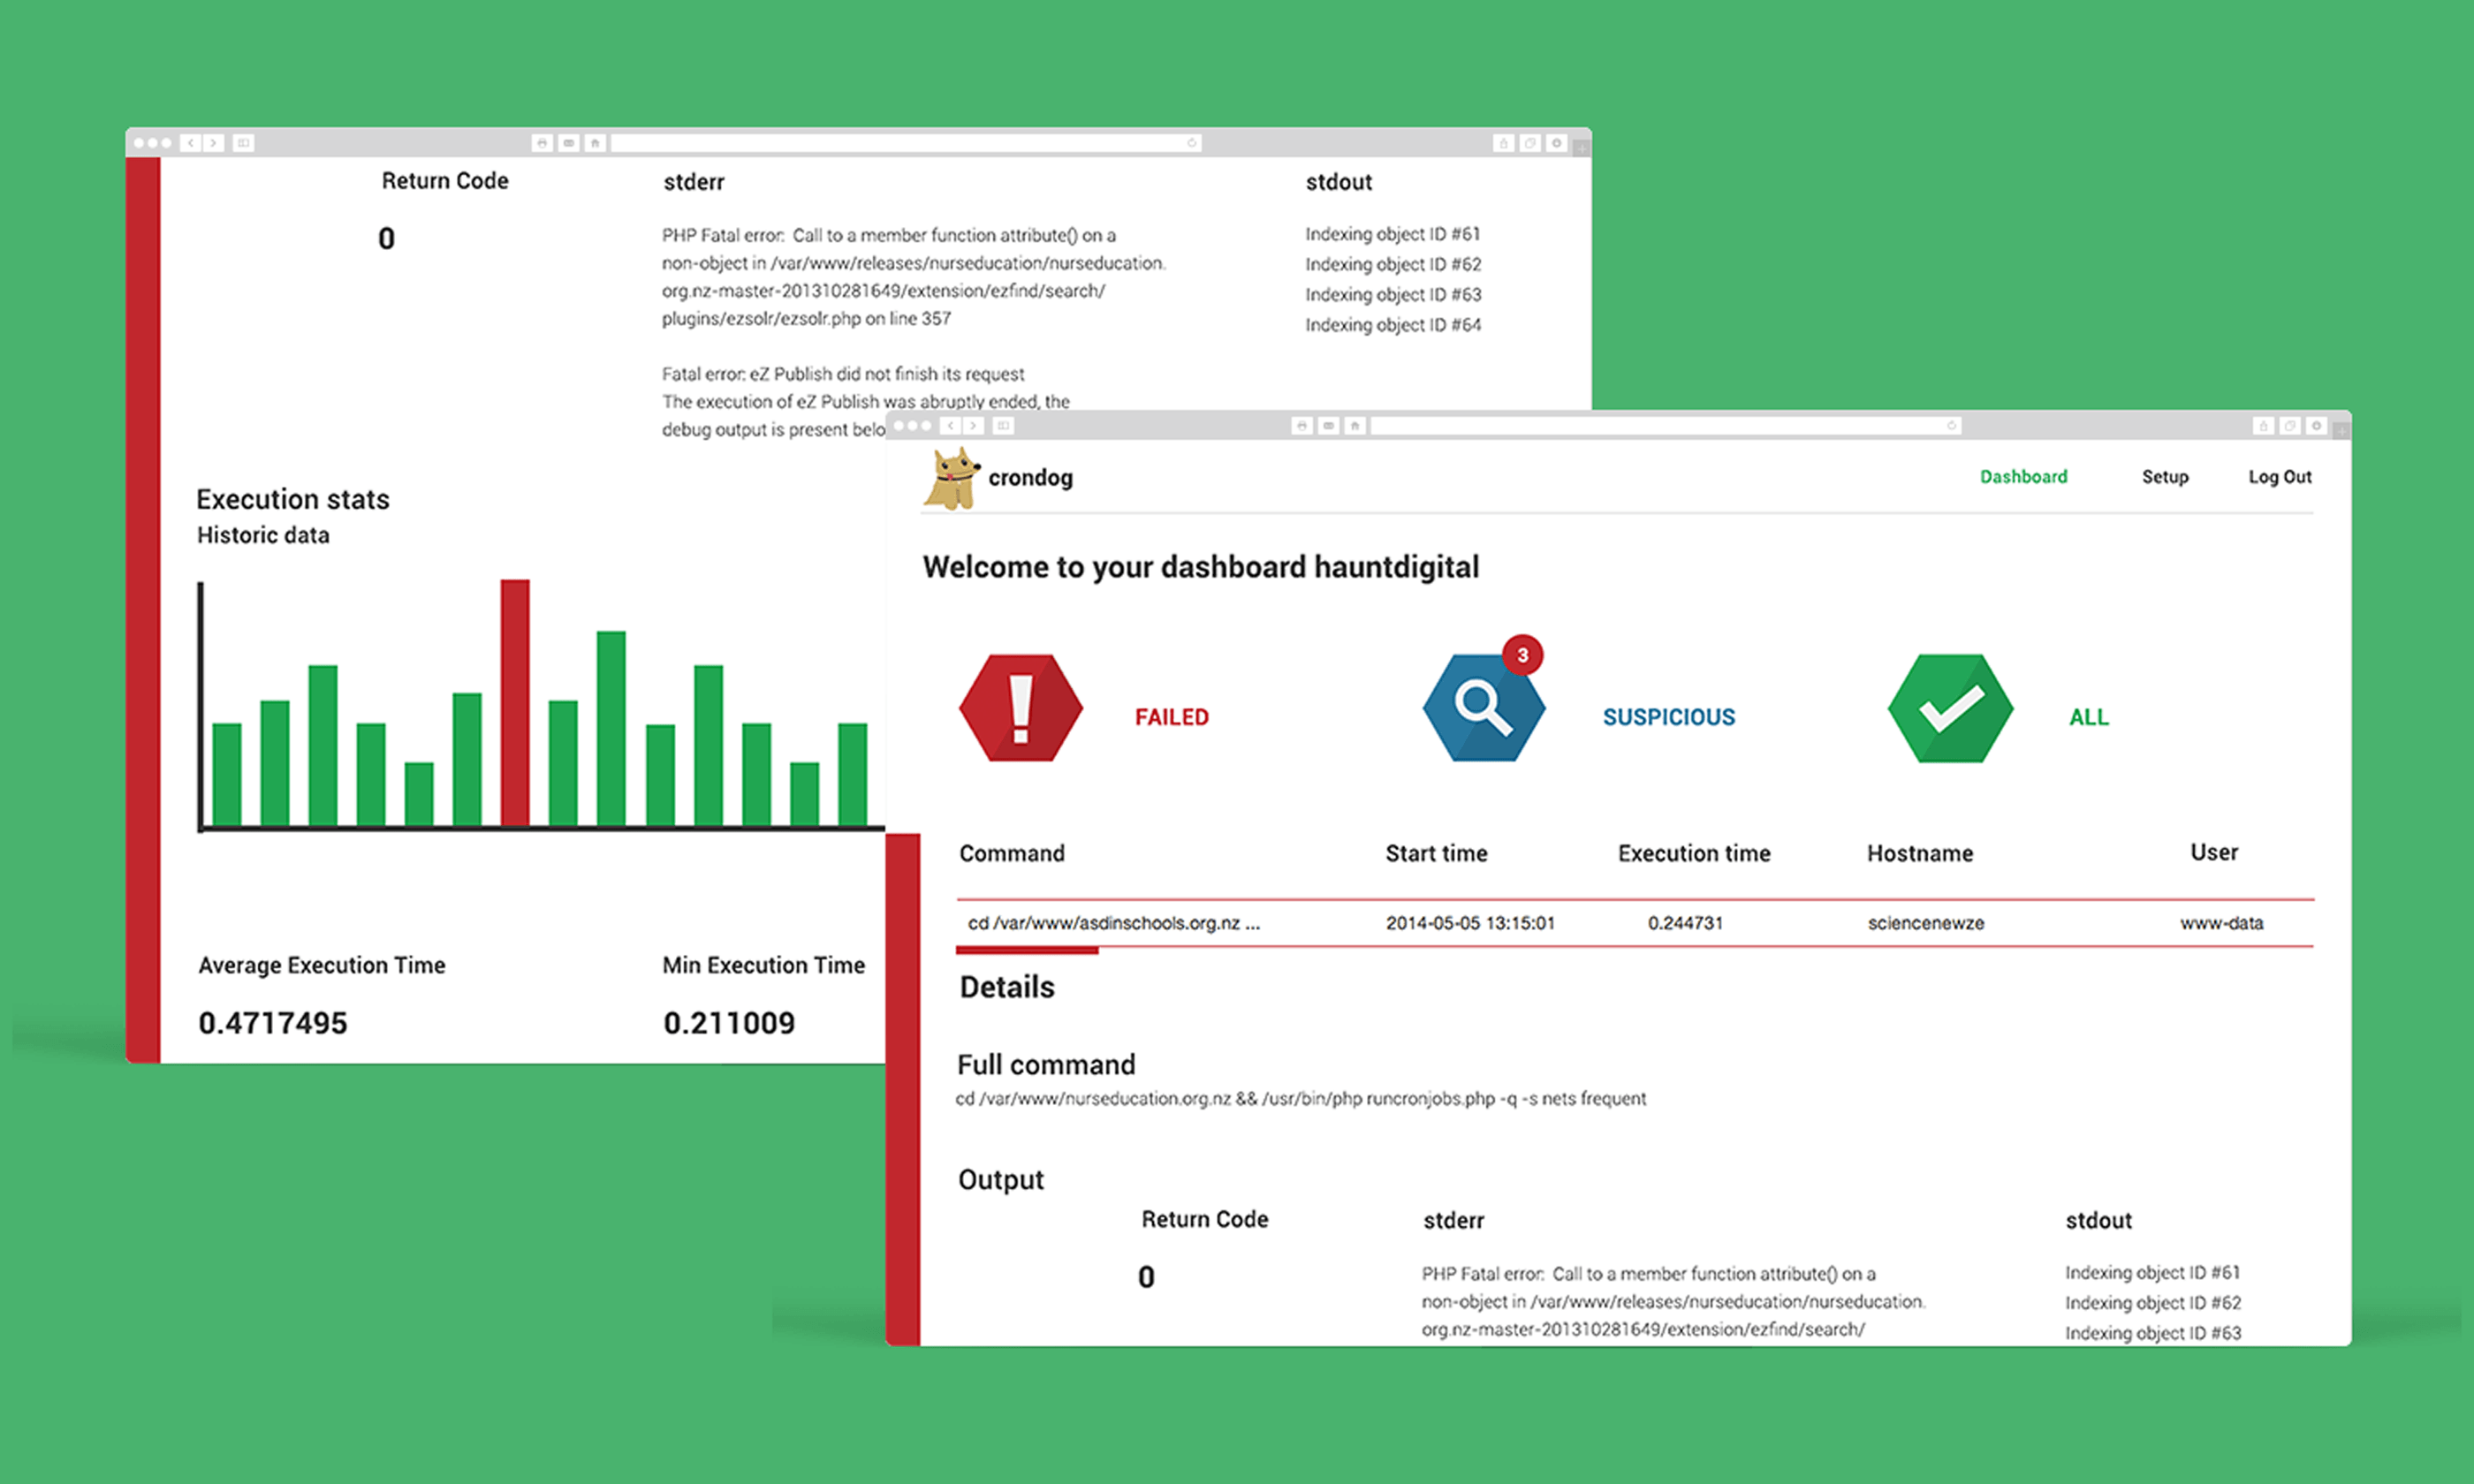 Return Code
stderr
stdout
0
PHP Fatal error:  Call to a member function attribute() on a
non-object in /var/www/releases/nurseducation/nurseducation.
org.nz-master-201310281649/extension/ezfind/search/
plugins/ezsolr/ezsolr.php on line 357
Indexing object ID #61
Indexing object ID #62
Indexing object ID #63
Indexing object ID #64
Fatal error: eZ Publish did not finish its request
The execution of eZ Publish was abruptly ended, the
debug output is present belo
Execution stats
Historic data
Average Execution Time
Min Execution Time
0.4717495
0.211009
crondog
Dashboard
Setup
Log Out
Welcome to your dashboard hauntdigital
FAILED
3
SUSPICIOUS
ALL
Command
Start time
Execution time
Hostname
User
cd /var/www/asdinschools.org.nz ...
2014-05-05 13:15:01
0.244731
sciencenewze
www-data
Details
Full command
cd /var/www/nurseducation.org.nz && /usr/bin/php runcronjobs.php -q -s nets frequent
Output
Return Code
stderr
stdout
0
PHP Fatal error:  Call to a member function attribute() on a
non-object in /var/www/releases/nurseducation/nurseducation.
org.nz-master-201310281649/extension/ezfind/search/
Indexing object ID #61
Indexing object ID #62
Indexing object ID #63